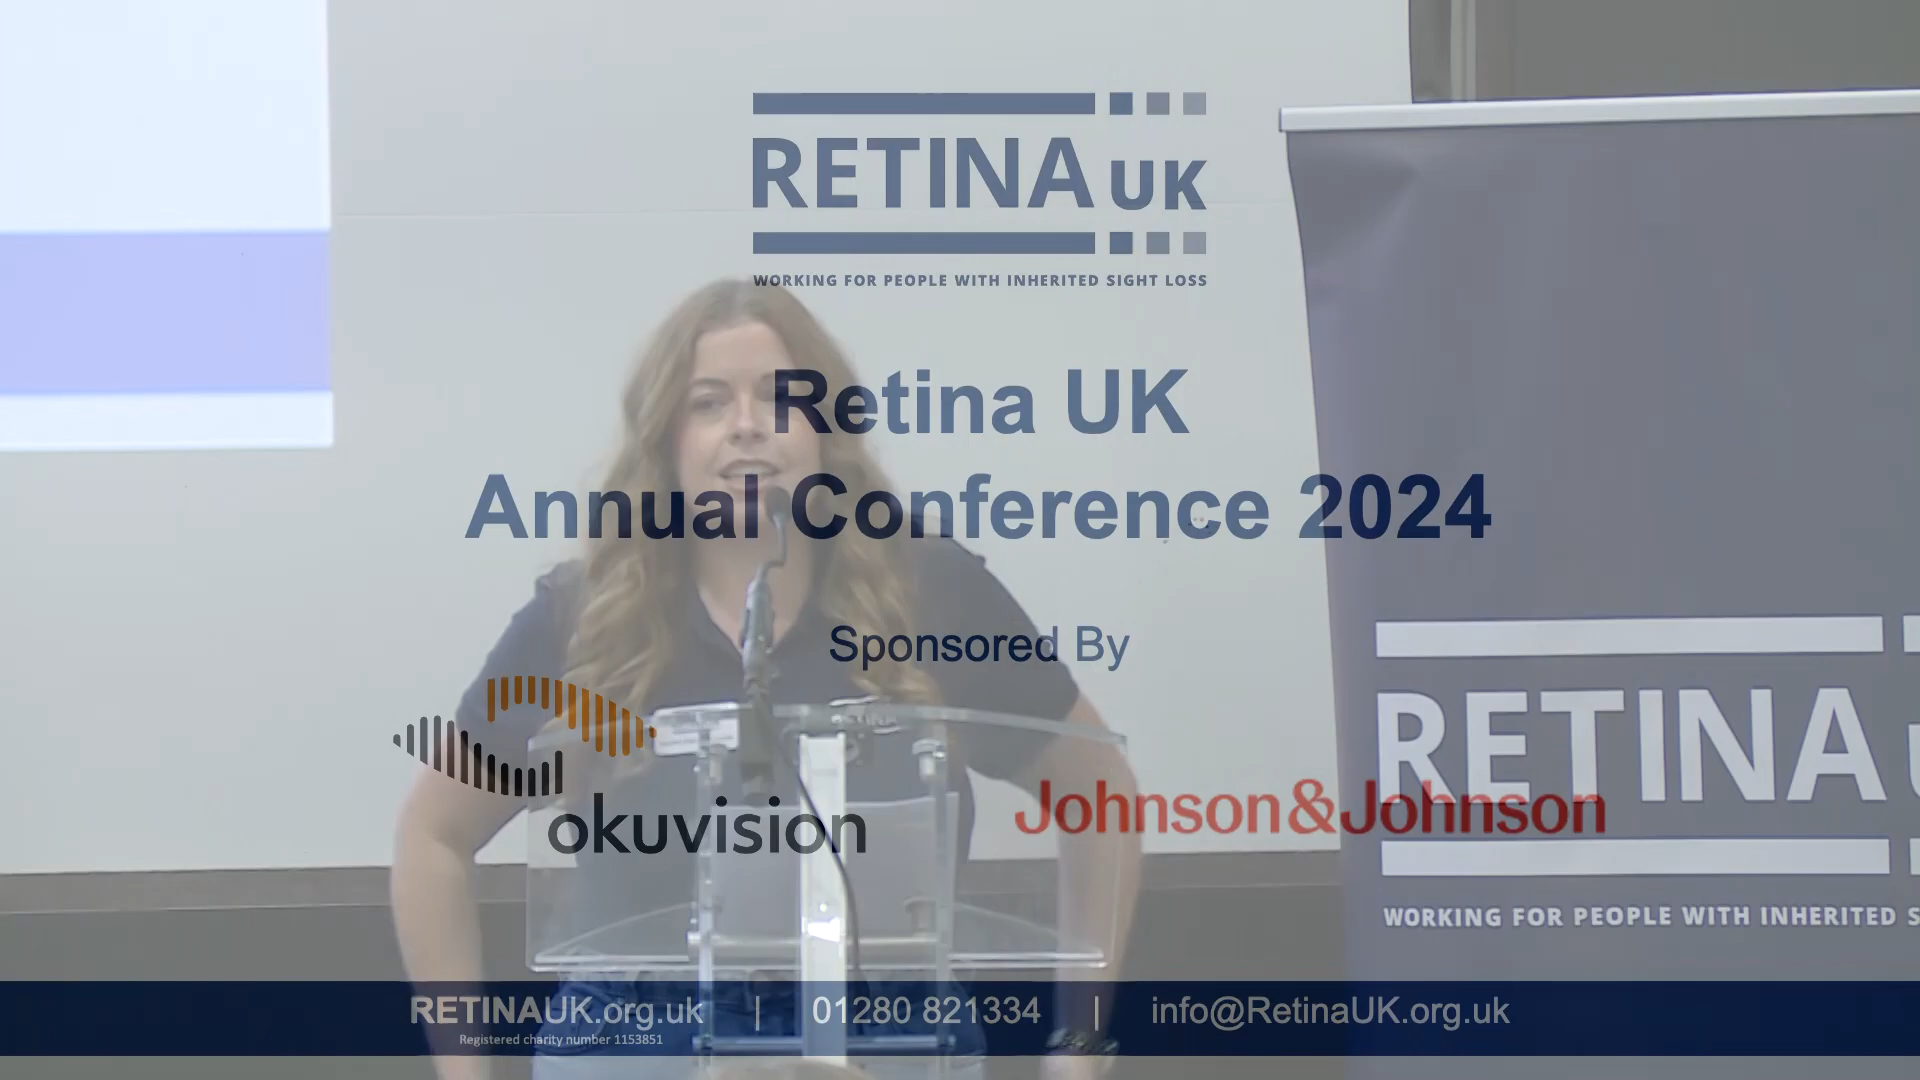 RETINA UK
WORKING FOR PEOPLE WITH INHERITED SIGHT LOSS
Retina UK
Annual Conference 2024
Sponsored By
okuvision
Johnson&Johnson
RETINA
WORKING FOR PEOPLE WITH INHERITED
RETINAUK.org.uk | 01280 821334 | info@RetinaUK.org.uk
Registered charity number 1153851